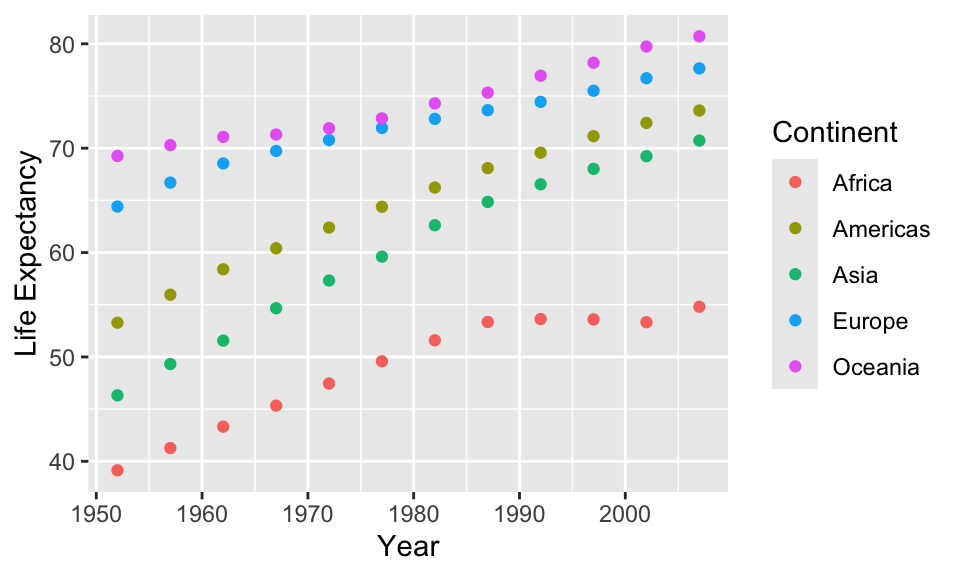 80
70
60
50
40
Life Expectancy
1950 1960 1970 1980 1990 2000
Year
Continent
Africa
Americas
Asia
Europe
Oceania